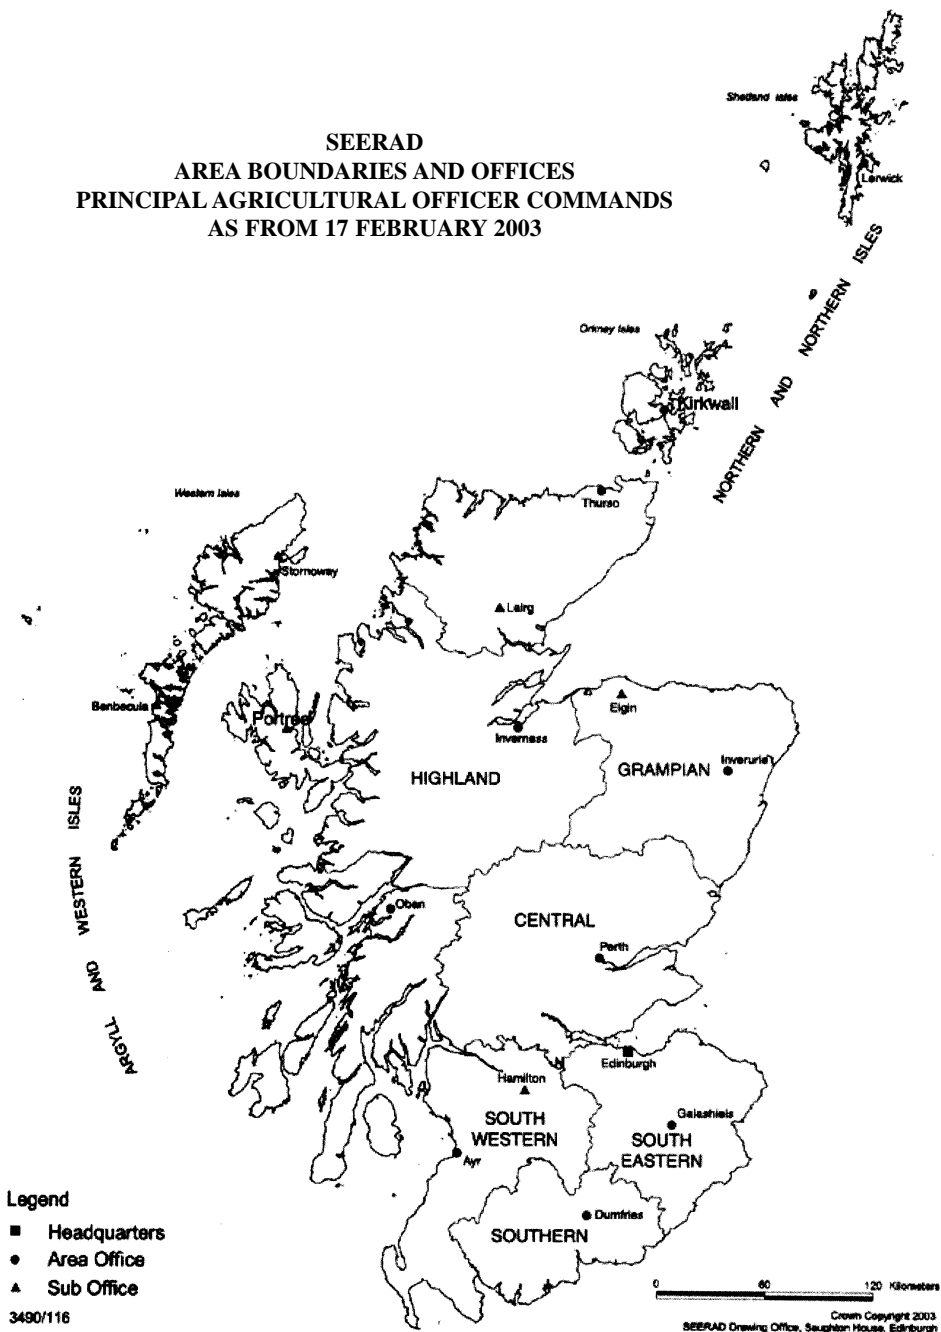 Shetland Isles
SEERAD
AREA BOUNDARIES AND OFFICES
PRINCIPAL AGRICULTURAL OFFICER COMMANDS
AS FROM 17 FEBRUARY 2003
Lerwick
NORTHERN AND NORTHERN ISLES
Orkney Isles
Kirkwall
Western Isles
Thurso
Stornoway
Lairg
Benbecula
Portree
Elgin
Inverness
Inverurie
HIGHLAND
GRAMPIAN
ARGYLL AND WESTERN ISLES
Oban
CENTRAL
Perth
Edinburgh
Hamilton
Galashiels
SOUTH
WESTERN
SOUTH
EASTERN
Ayr
Dumfries
SOUTHERN
Legend
Headquarters
Area Office
Sub Office
3490/116
0 60 120 Kilometers
Crown Copyright 2003
SEERAD Drawing Office, Saughton House, Edinburgh